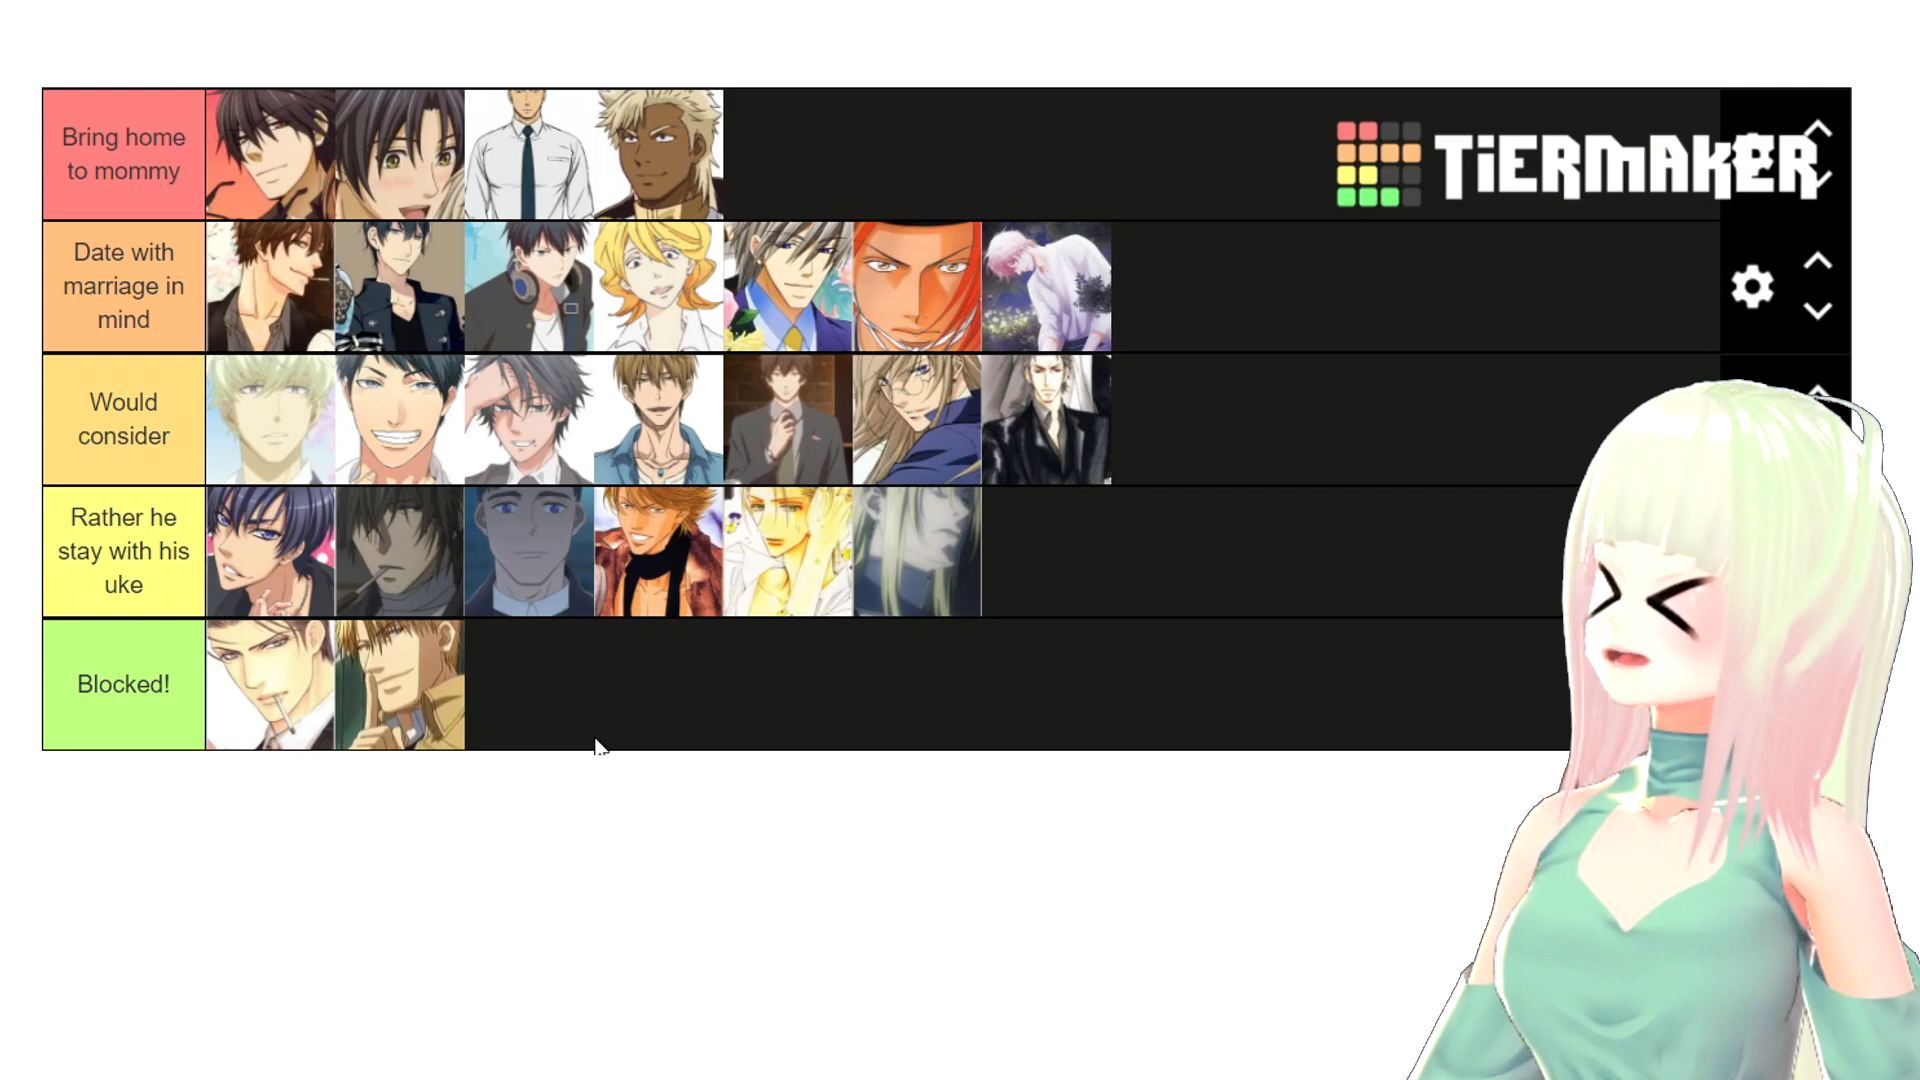 Bring home
to mommy
TiERMAKER
Date with
marriage in
mind
Would
consider
Rather he
stay with his
uke
Blocked!